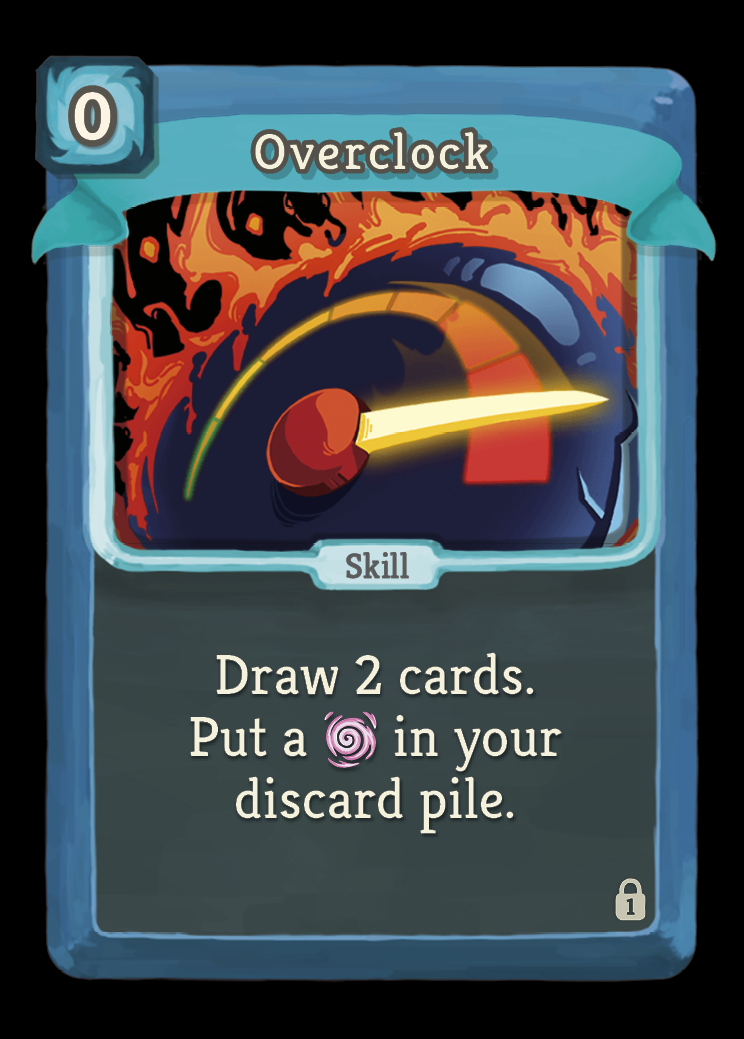 0
Overclock
Skill
Draw 2 cards.
Put a in your
discard pile.
1